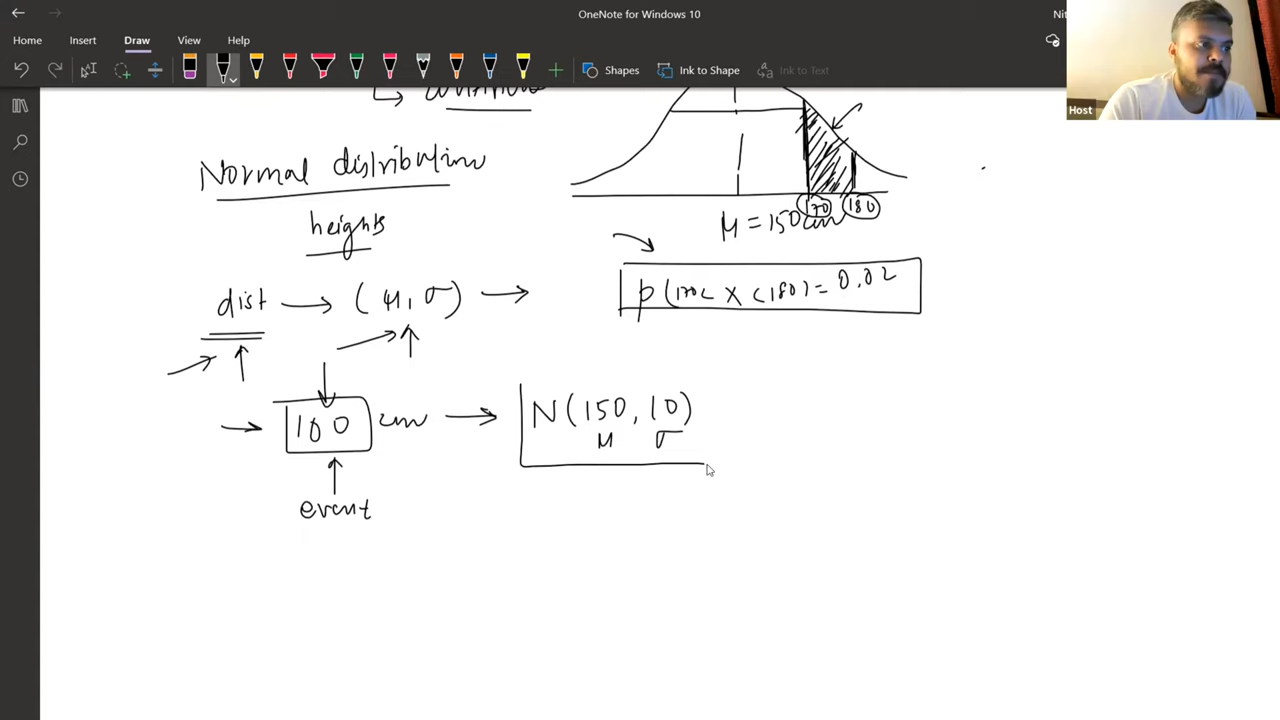 OneNote for Windows 10
Home Insert Draw View Help
Shapes Ink to Shape Ink to Text
Host
Normal distribution
heights
170 180
μ = 150 cm
dist → (μ, σ) →
p(170< X <180) = 0.02
160 cm → N(150, 10)
μ σ
event